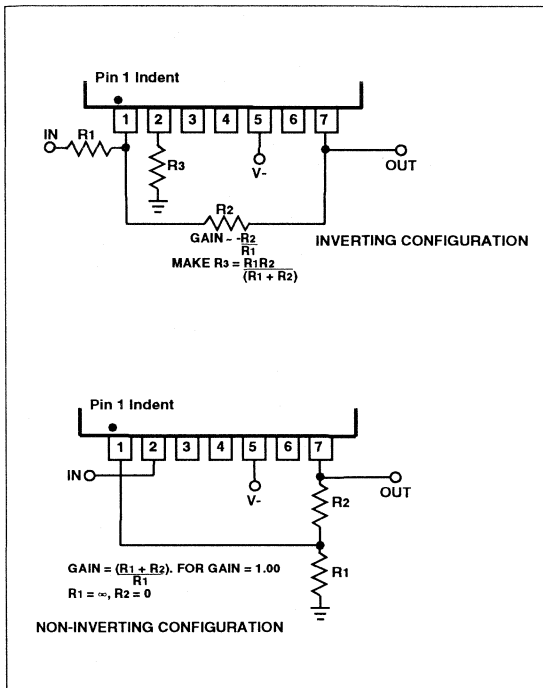 Pin 1 Indent
1 2 3 4 5 6 7
IN
R1
R3
V-
OUT
R2
GAIN ~ -R2
R1
INVERTING CONFIGURATION
MAKE R3 = R1R2
(R1 + R2)
Pin 1 Indent
1 2 3 4 5 6 7
IN
V-
OUT
R2
R1
GAIN = (R1 + R2). FOR GAIN = 1.00
R1
R1 = ∞, R2 = 0
NON-INVERTING CONFIGURATION